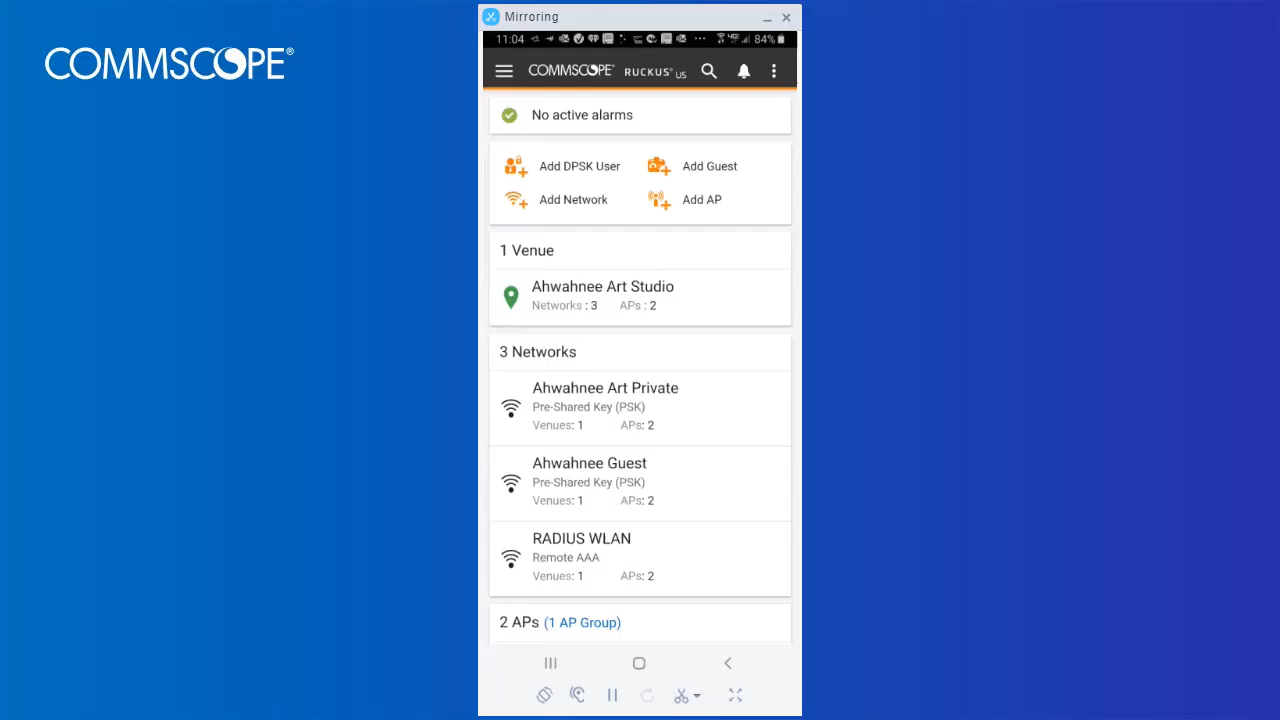 COMMSCOPE®
Mirroring
11:04 84%
COMMSCOPE® RUCKUS® US
No active alarms
Add DPSK User Add Guest
Add Network Add AP
1 Venue
Ahwahnee Art Studio
Networks : 3 APs : 2
3 Networks
Ahwahnee Art Private
Pre-Shared Key (PSK)
Venues: 1 APs: 2
Ahwahnee Guest
Pre-Shared Key (PSK)
Venues: 1 APs: 2
RADIUS WLAN
Remote AAA
Venues: 1 APs: 2
2 APs (1 AP Group)